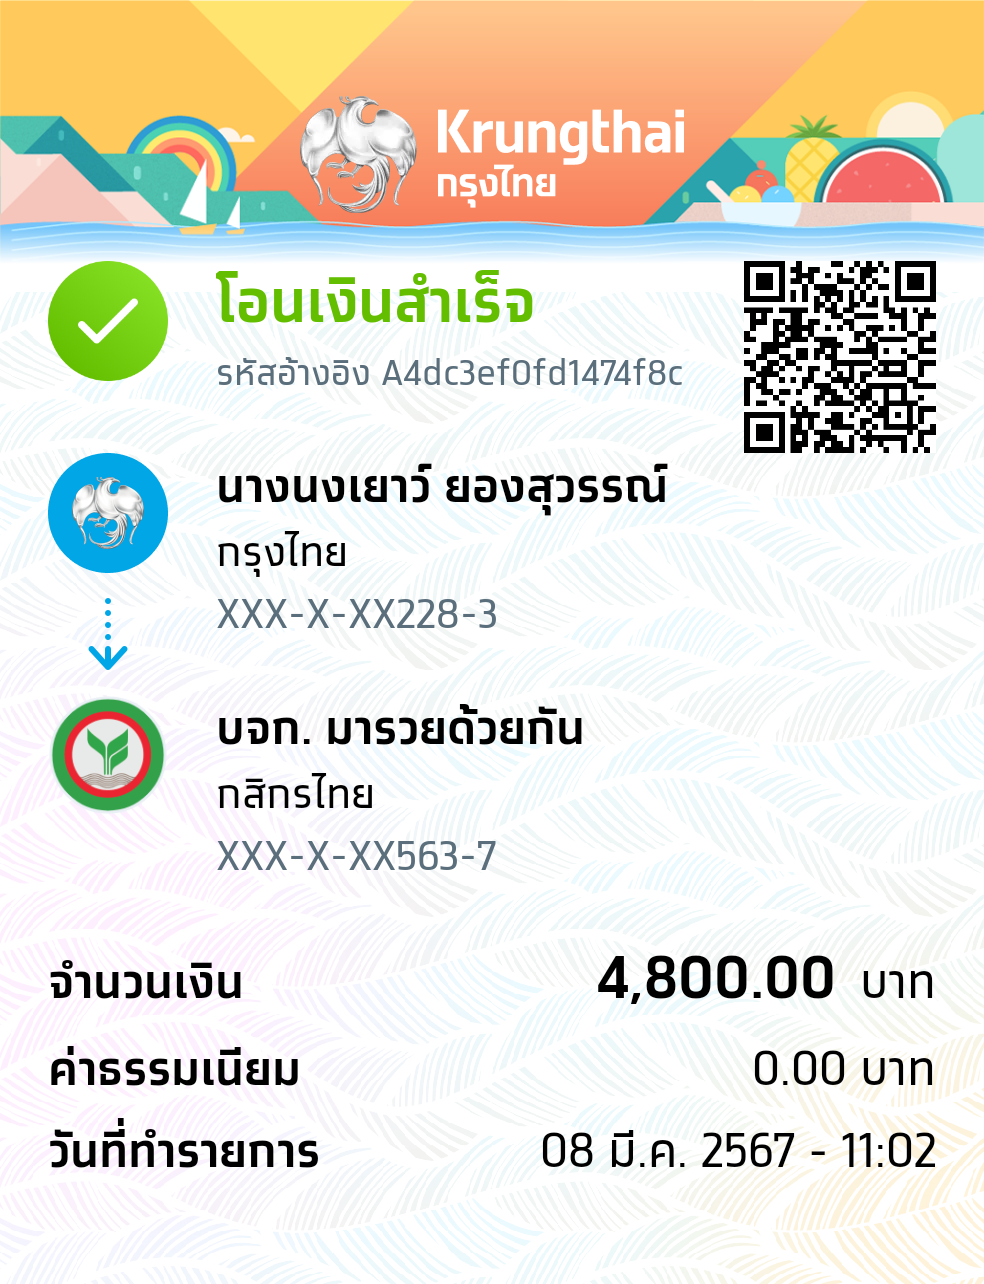 Krungthai
กรุงไทย
โอนเงินสำเร็จ
รหัสอ้างอิง A4dc3ef0fd1474f8c
นางนงเยาว์ ยองสุวรรณ์
กรุงไทย
XXX-X-XX228-3
บจก. มารวยด้วยกัน
กสิกรไทย
XXX-X-XX563-7
จำนวนเงิน 4,800.00 บาท
ค่าธรรมเนียม 0.00 บาท
วันที่ทำรายการ 08 มี.ค. 2567 - 11:02